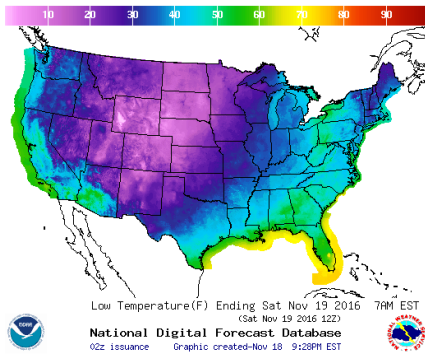 10 20 30 40 50 60 70 80 90
Low Temperature(F) Ending Sat Nov 19 2016 7AM EST
(Sat Nov 19 2016 12Z)
National Digital Forecast Database
02z issuance Graphic created-Nov 18 9:28PM EST
noaa